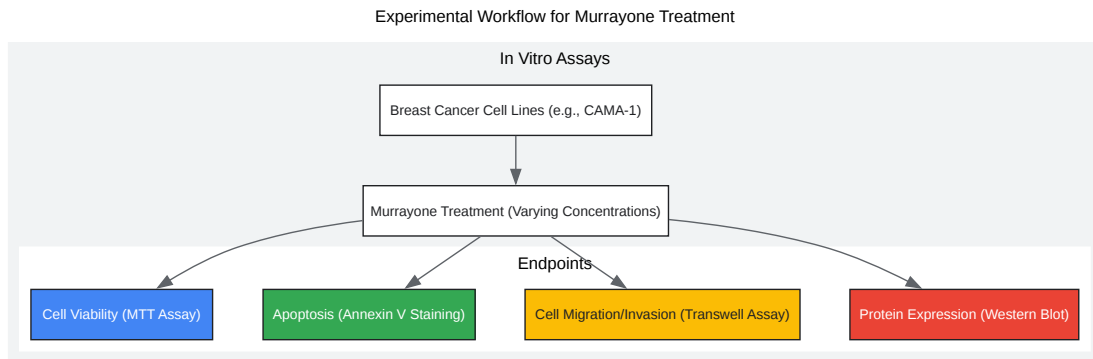 Experimental Workflow for Murrayone Treatment
In Vitro Assays
Breast Cancer Cell Lines (e.g., CAMA-1)
Murrayone Treatment (Varying Concentrations)
Endpoints
Cell Viability (MTT Assay)
Apoptosis (Annexin V Staining)
Cell Migration/Invasion (Transwell Assay)
Protein Expression (Western Blot)